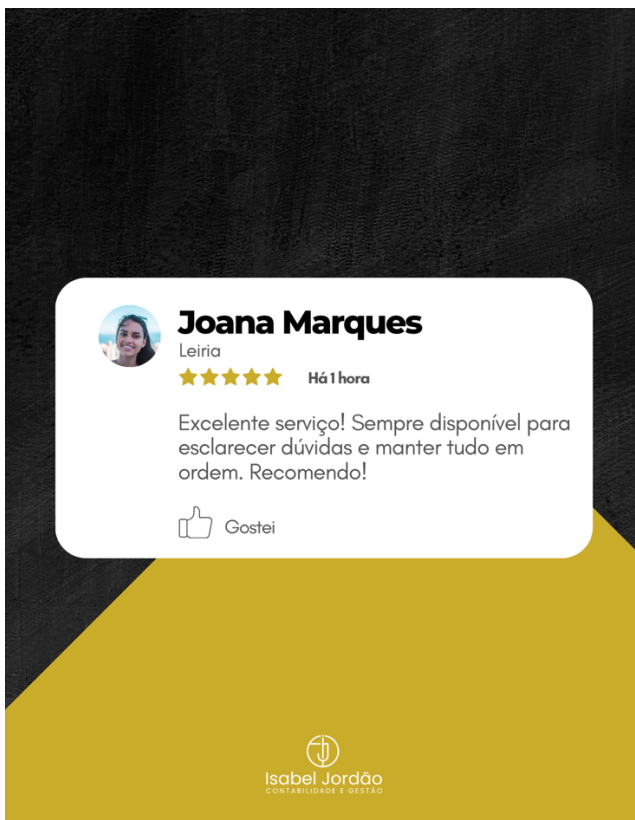 Joana Marques
Leiria
Há 1 hora
Excelente serviço! Sempre disponível para
esclarecer dúvidas e manter tudo em
ordem. Recomendo!
Gostei
Isabel Jordão
CONTABILIDADE E GESTÃO